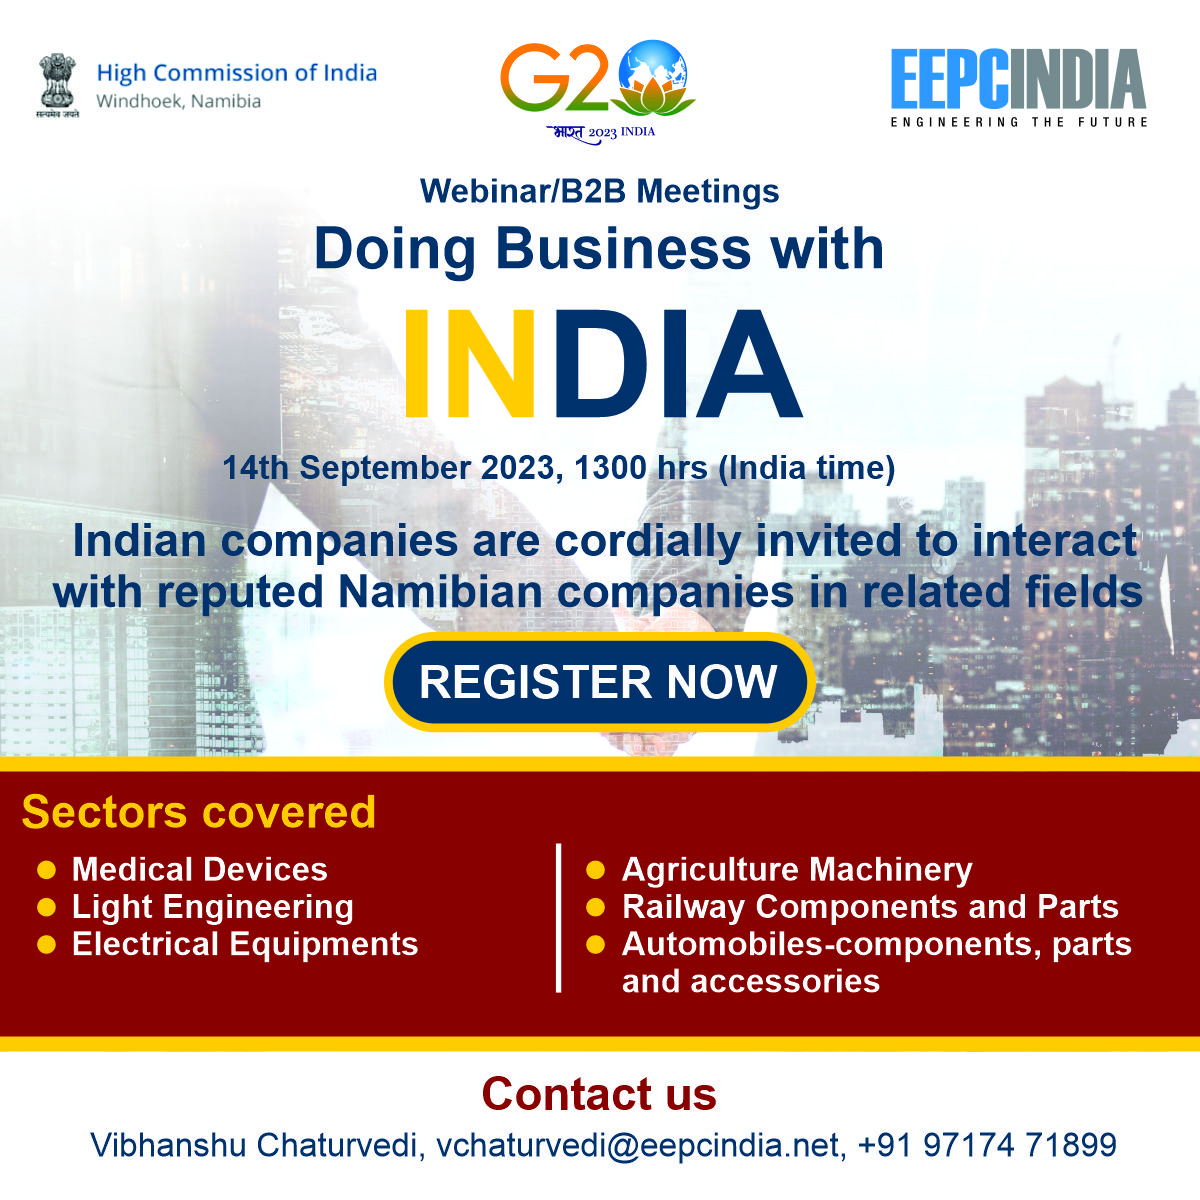 सत्यमेव जयते
High Commission of India
Windhoek, Namibia
G20
भारत 2023 INDIA
EEPCINDIA
ENGINEERING THE FUTURE
Webinar/B2B Meetings
Doing Business with
INDIA
14th September 2023, 1300 hrs (India time)
Indian companies are cordially invited to interact
with reputed Namibian companies in related fields
REGISTER NOW
Sectors covered
Medical Devices
Light Engineering
Electrical Equipments
Agriculture Machinery
Railway Components and Parts
Automobiles-components, parts
and accessories
Contact us
Vibhanshu Chaturvedi, vchaturvedi@eepcindia.net, +91 97174 71899